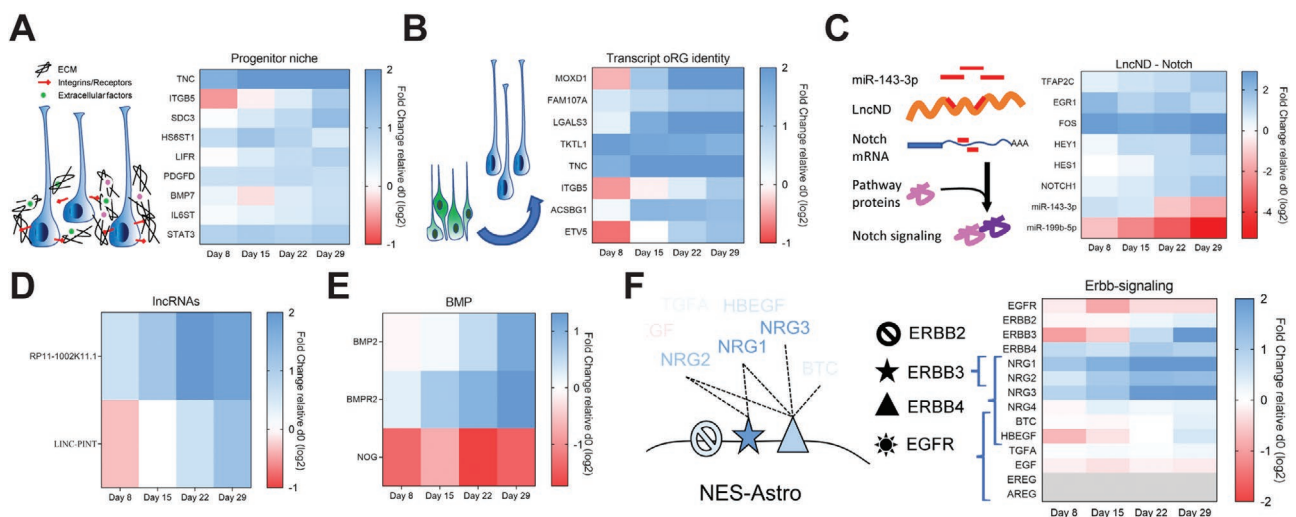 A
ECM
Integrins/Receptors
Extracellular factors
Progenitor niche
TNC
ITGB5
SDC3
HS6ST1
LIFR
PDGFD
BMP7
IL6ST
STAT3
Day 8 Day 15 Day 22 Day 29
2
1
0
-1
Fold Change relative d0 (log2)
B
Transcript oRG identity
MOXD1
FAM107A
LGALS3
TKTL1
TNC
ITGB5
ACSBG1
ETV5
Day 8 Day 15 Day 22 Day 29
2
1
0
-1
Fold Change relative d0 (log2)
C
miR-143-3p
LncND
Notch
mRNA
AAA
Pathway
proteins
Notch signaling
LncND - Notch
TFAP2C
EGR1
FOS
HEY1
HES1
NOTCH1
miR-143-3p
miR-199b-5p
Day 8 Day 15 Day 22 Day 29
2
0
-2
-4
Fold Change relative d0 (log2)
D
lncRNAs
RP11-1002K11.1
LINC-PINT
Day 8 Day 15 Day 22 Day 29
2
1
0
-1
Fold Change relative d0 (log2)
E
BMP
BMP2
BMPR2
NOG
Day 8 Day 15 Day 22 Day 29
1
0
-1
Fold Change relative d0 (log2)
F
TGFA
HBEGF
GF
NRG3
NRG1
NRG2
BTC
NES-Astro
ERBB2
ERBB3
ERBB4
EGFR
Erbb-signaling
EGFR
ERBB2
ERBB3
ERBB4
NRG1
NRG2
NRG3
NRG4
BTC
HBEGF
TGFA
EGF
EREG
AREG
Day 8 Day 15 Day 22 Day 29
2
1
0
-1
-2
Fold Change relative d0 (log2)